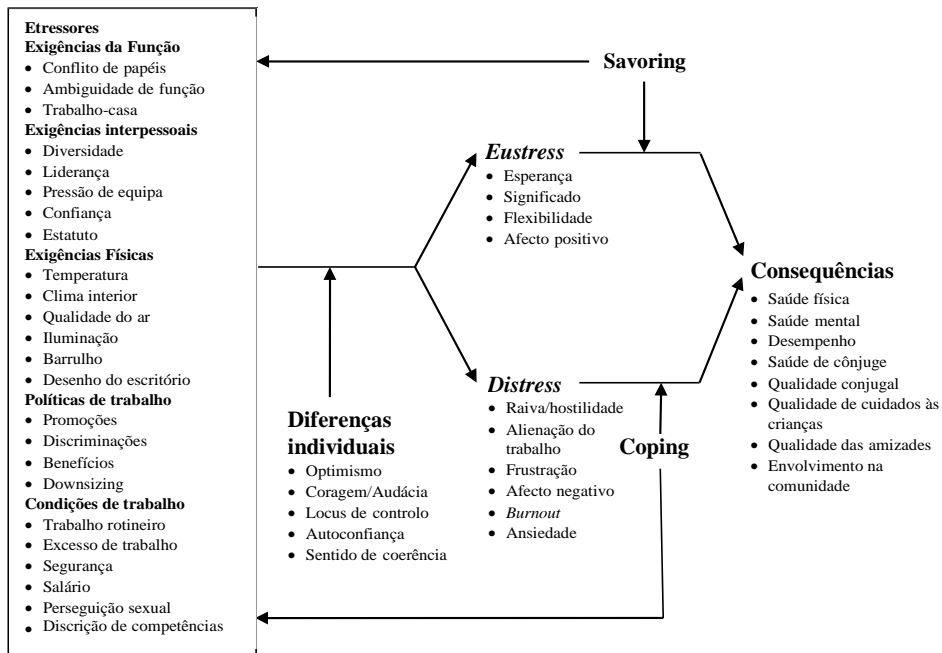 Etressores
Exigências da Função
• Conflito de papéis
• Ambiguidade de função
• Trabalho-casa
Exigências interpessoais
• Diversidade
• Liderança
• Pressão de equipa
• Confiança
• Estatuto
Exigências Físicas
• Temperatura
• Clima interior
• Qualidade do ar
• Iluminação
• Barrulho
• Desenho do escritório
Políticas de trabalho
• Promoções
• Discriminações
• Benefícios
• Downsizing
Condições de trabalho
• Trabalho rotineiro
• Excesso de trabalho
• Segurança
• Salário
• Perseguição sexual
• Discrição de competências
Diferenças
individuais
• Optimismo
• Coragem/Audácia
• Locus de controlo
• Autoconfiança
• Sentido de coerência
Savoring
Eustress
• Esperança
• Significado
• Flexibilidade
• Afecto positivo
Distress
• Raiva/hostilidade
• Alienação do
trabalho
• Frustração
• Afecto negativo
• Burnout
• Ansiedade
Coping
Consequências
• Saúde física
• Saúde mental
• Desempenho
• Saúde de cônjuge
• Qualidade conjugal
• Qualidade de cuidados às
crianças
• Qualidade das amizades
• Envolvimento na
comunidade